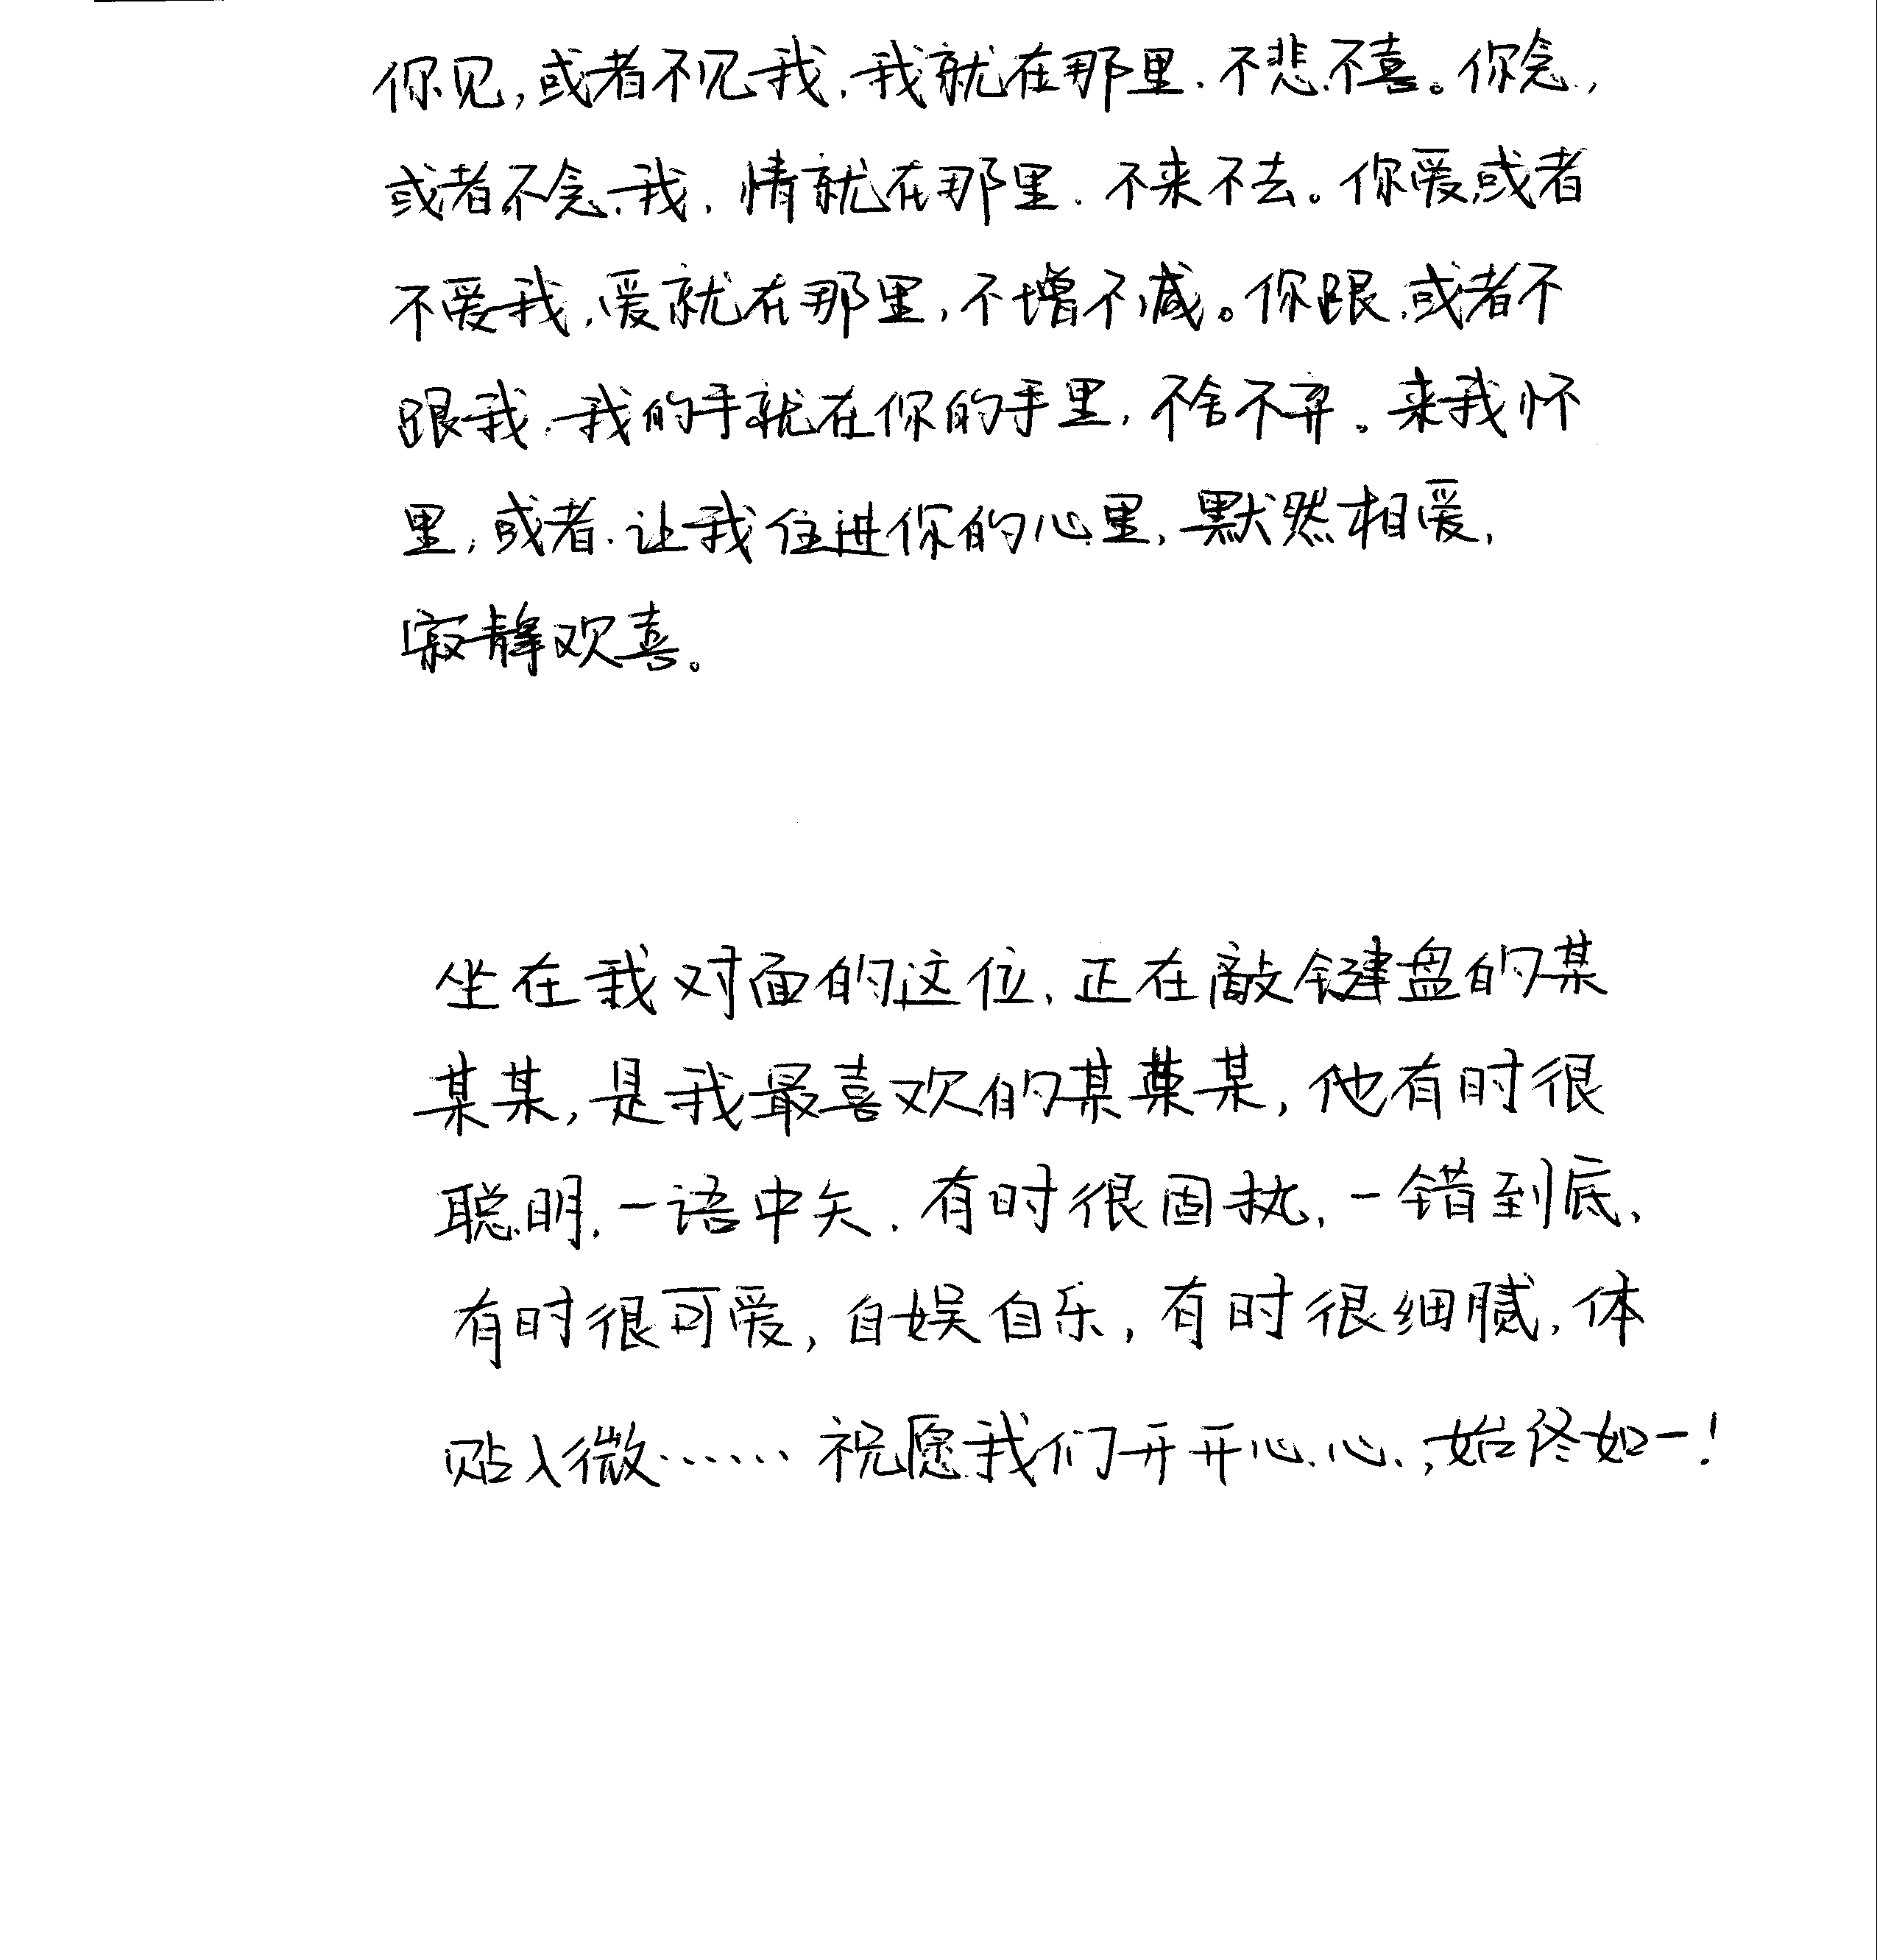 你见，或者不见我，我就在那里，不悲不喜。你念，
或者不念我，情就在那里，不来不去。你爱，或者
不爱我，爱就在那里，不增不减。你跟，或者不
跟我，我的手就在你的手里，不舍不弃。来我怀
里，或者，让我住进你的心里，默然相爱，
寂静欢喜。
坐在我对面的这位，正在敲键盘的某
某某，是我最喜欢的某某某，他有时很
聪明，一语中矢，有时很固执，一错到底，
有时很可爱，自娱自乐，有时很细腻，体
贴入微……祝愿我们开开心心，始终如一！